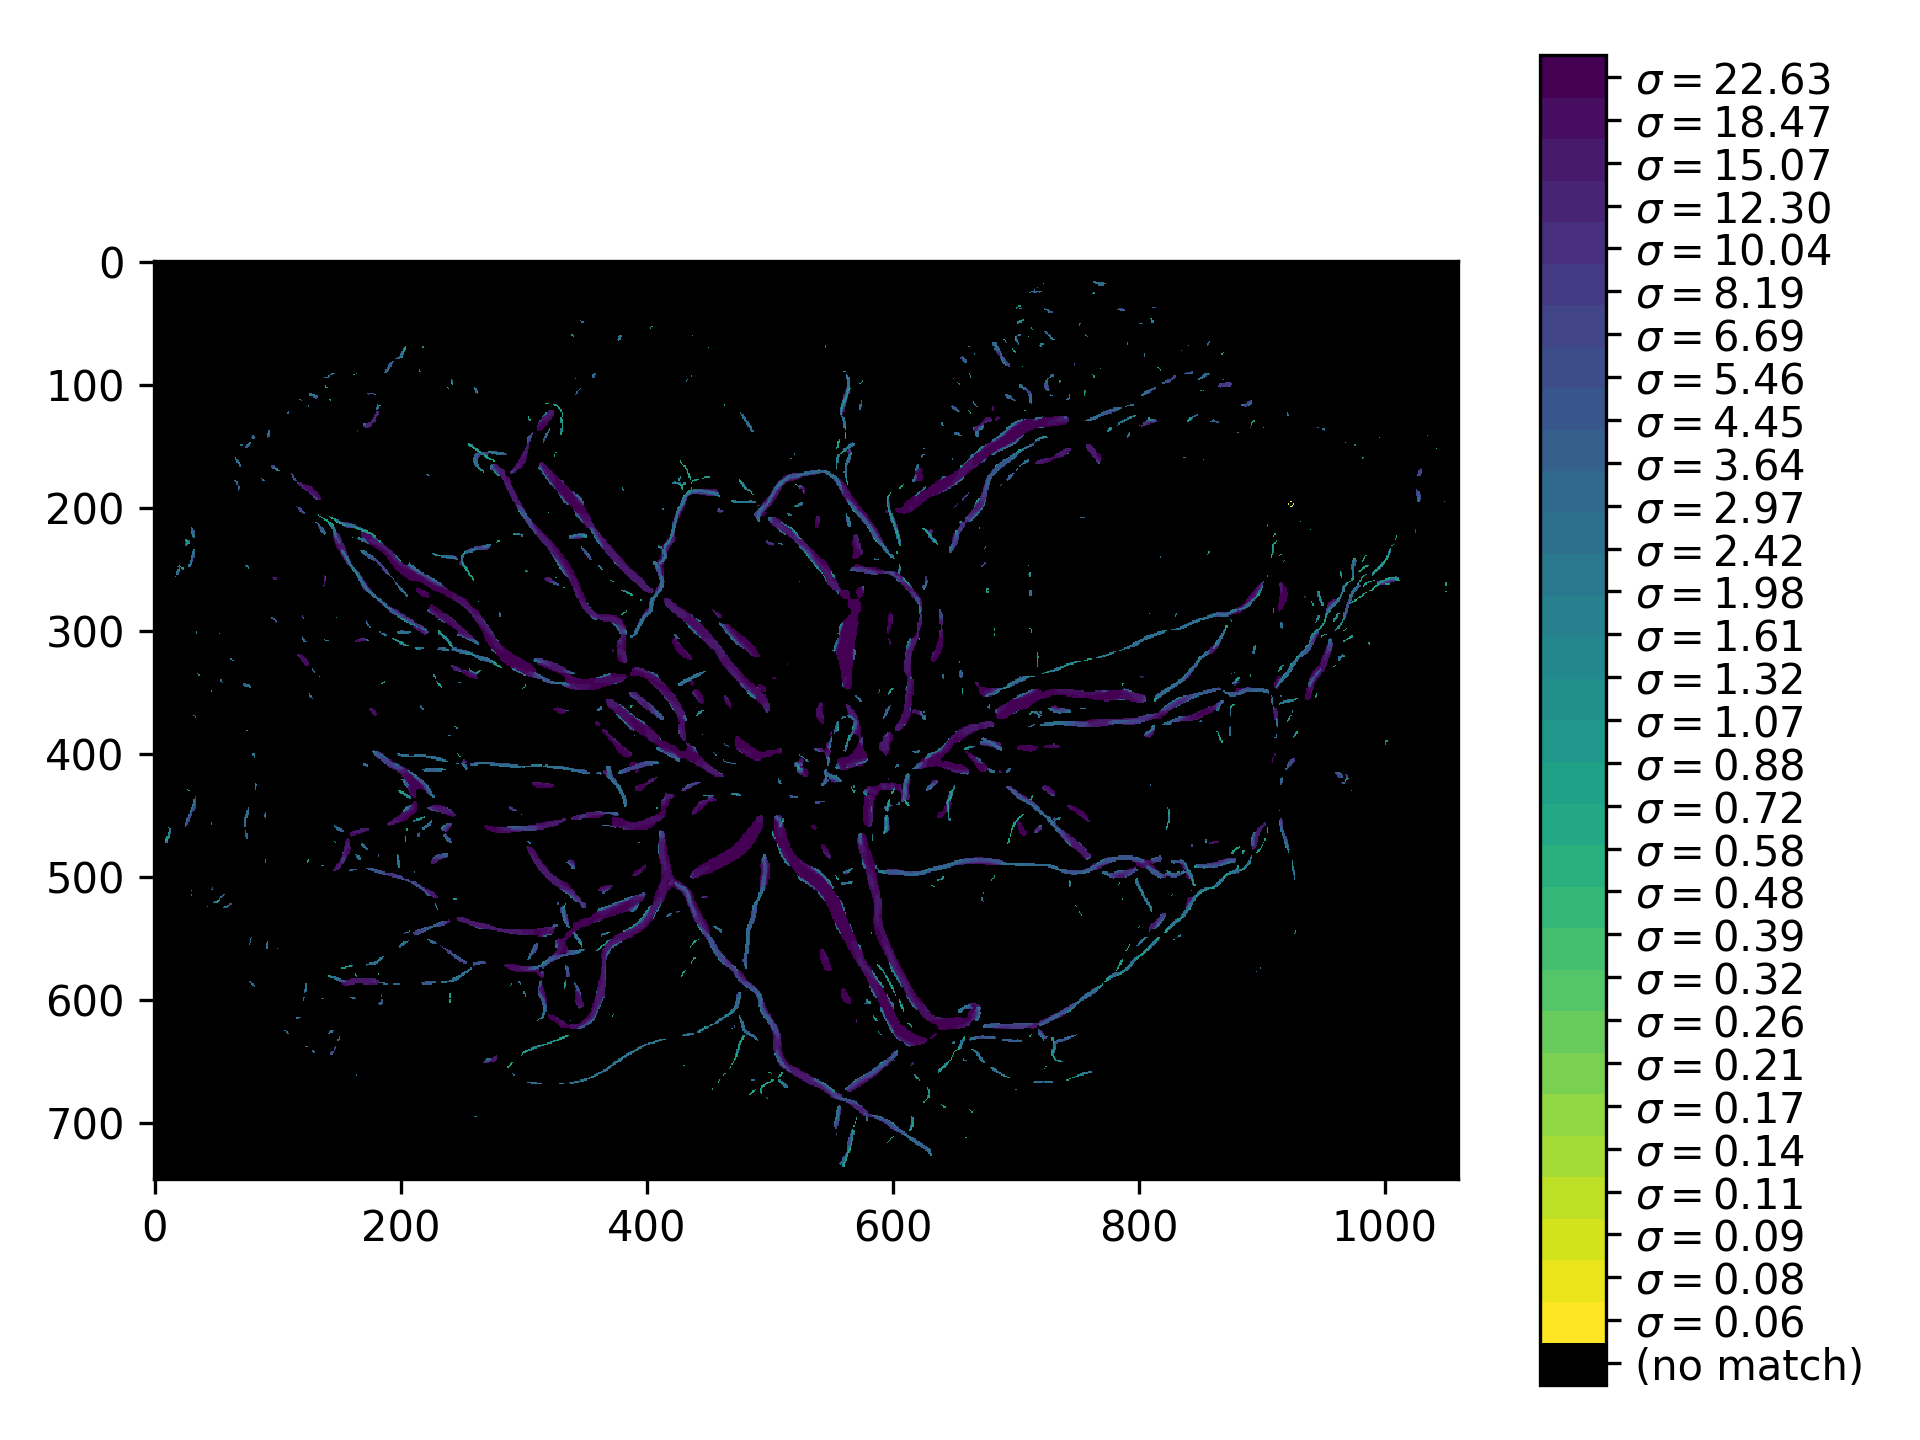 0
100
200
300
400
500
600
700
0 200 400 600 800 1000
σ = 22.63
σ = 18.47
σ = 15.07
σ = 12.30
σ = 10.04
σ = 8.19
σ = 6.69
σ = 5.46
σ = 4.45
σ = 3.64
σ = 2.97
σ = 2.42
σ = 1.98
σ = 1.61
σ = 1.32
σ = 1.07
σ = 0.88
σ = 0.72
σ = 0.58
σ = 0.48
σ = 0.39
σ = 0.32
σ = 0.26
σ = 0.21
σ = 0.17
σ = 0.14
σ = 0.11
σ = 0.09
σ = 0.08
σ = 0.06
(no match)